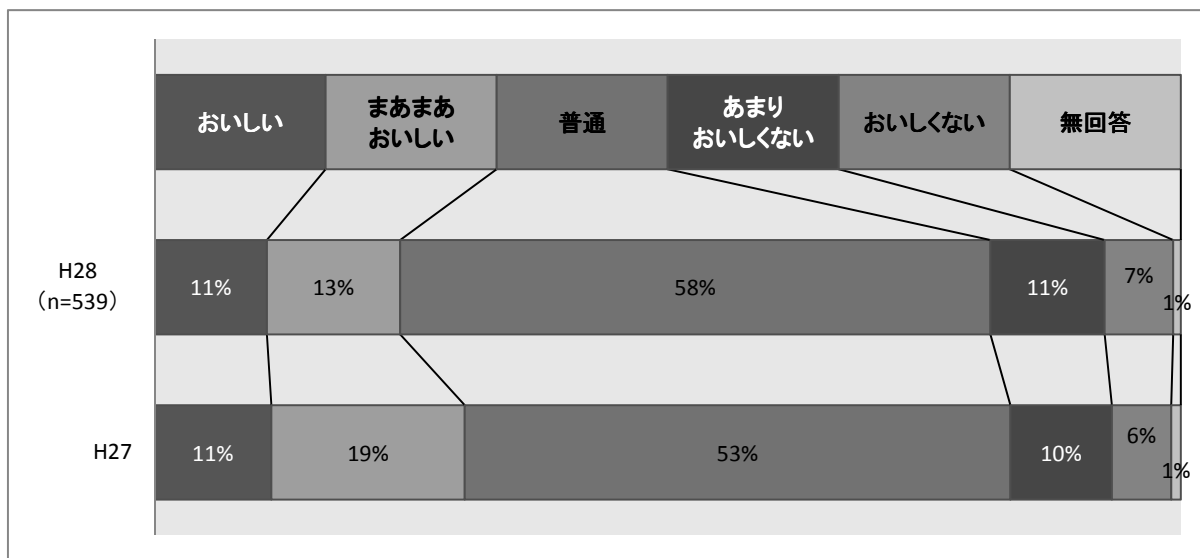 おいしい
まあまあ
おいしい
普通
あまり
おいしくない
おいしくない
無回答
H28
（n=539）
11%
13%
58%
11%
7%
1%
H27
11%
19%
53%
10%
6%
1%